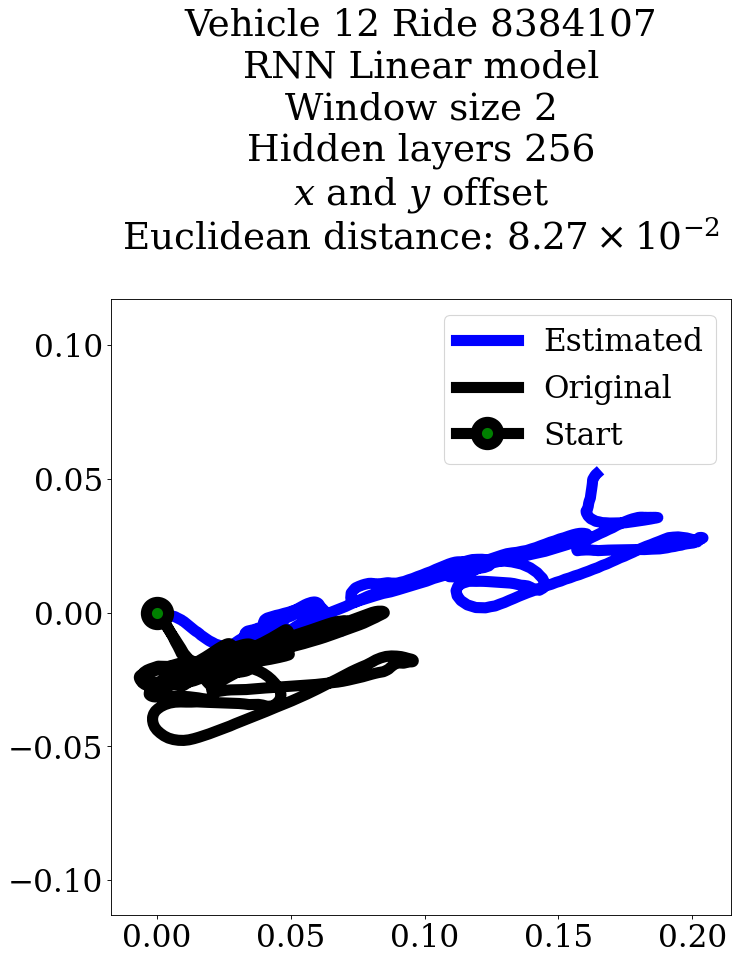 Vehicle 12 Ride 8384107
RNN Linear model
Window size 2
Hidden layers 256
x and y offset
Euclidean distance: 8.27 × 10⁻²
Estimated
Original
Start
0.10
0.05
0.00
−0.05
−0.10
0.00 0.05 0.10 0.15 0.20